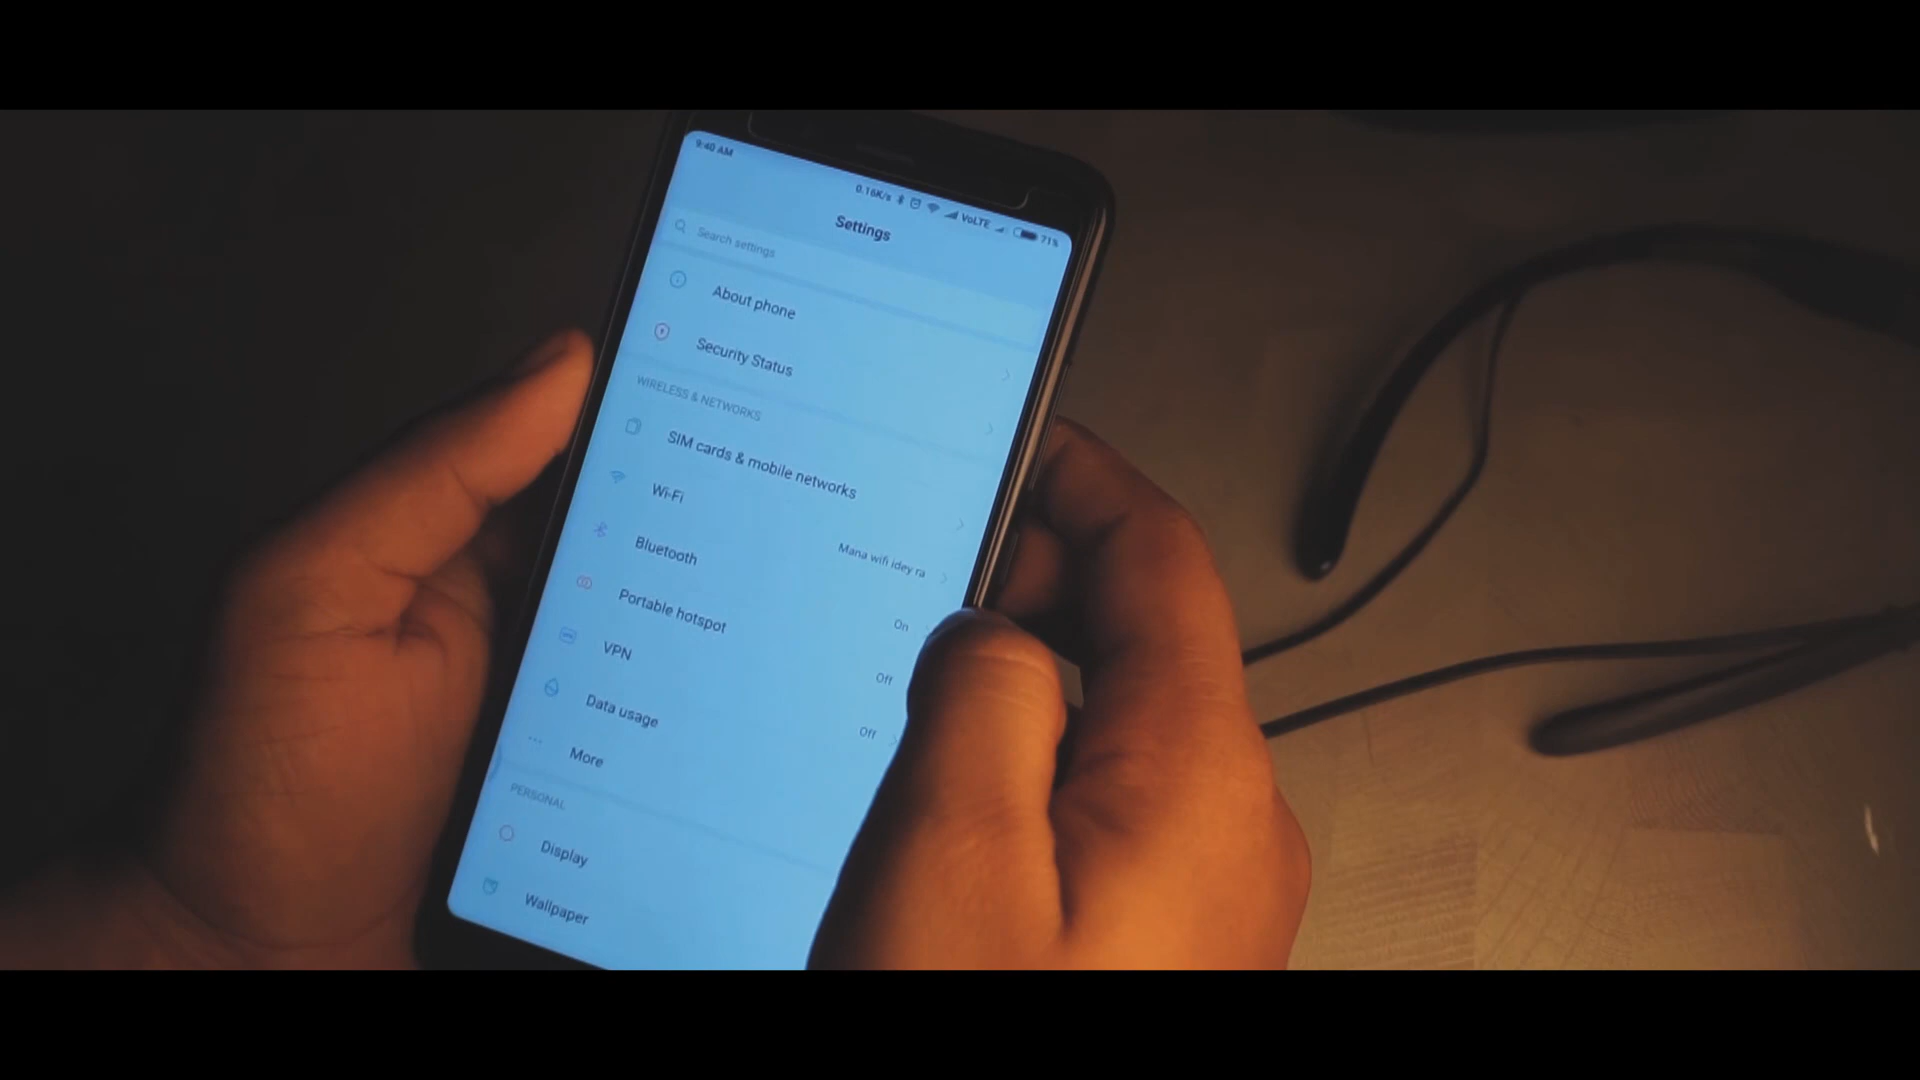 9:40 AM
0.16K/s VoLTE 71%
Settings
Search settings
About phone
Security Status
WIRELESS & NETWORKS
SIM cards & mobile networks
Wi-Fi
Mana wifi idey ra
Bluetooth
On
Portable hotspot
Off
VPN
Off
Data usage
More
PERSONAL
Display
Wallpaper